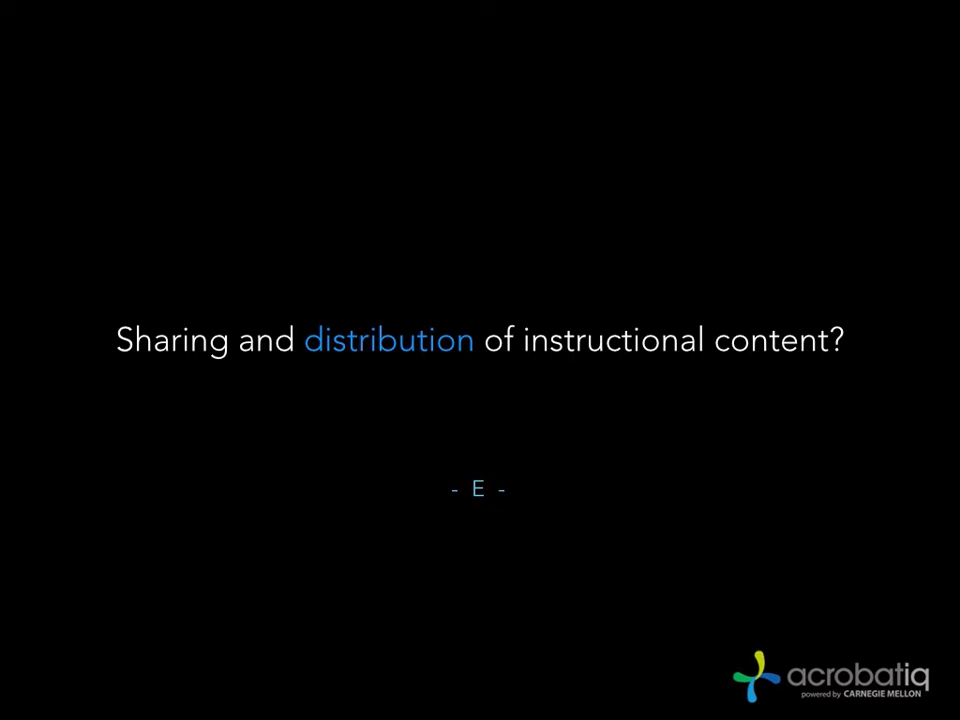 Sharing and distribution of instructional content?
- E -
acrobatiq
powered by CARNEGIE MELLON